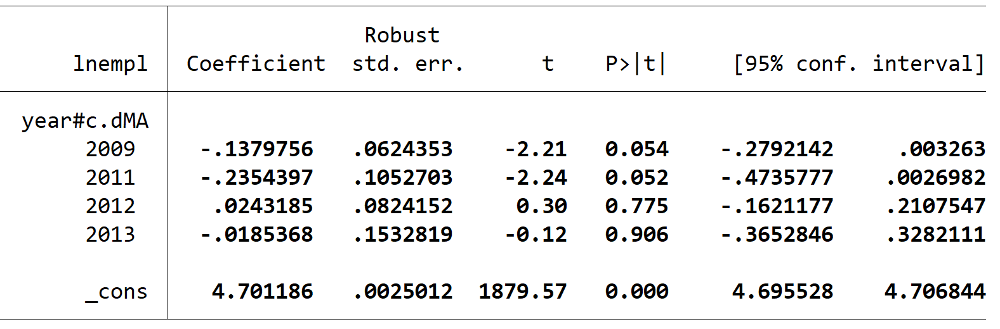 Robust
lnempl Coefficient std. err. t P>|t| [95% conf. interval]
year#c.dMA
2009 -.1379756 .0624353 -2.21 0.054 -.2792142 .003263
2011 -.2354397 .1052703 -2.24 0.052 -.4735777 .0026982
2012 .0243185 .0824152 0.30 0.775 -.1621177 .2107547
2013 -.0185368 .1532819 -0.12 0.906 -.3652846 .3282111
_cons 4.701186 .0025012 1879.57 0.000 4.695528 4.706844